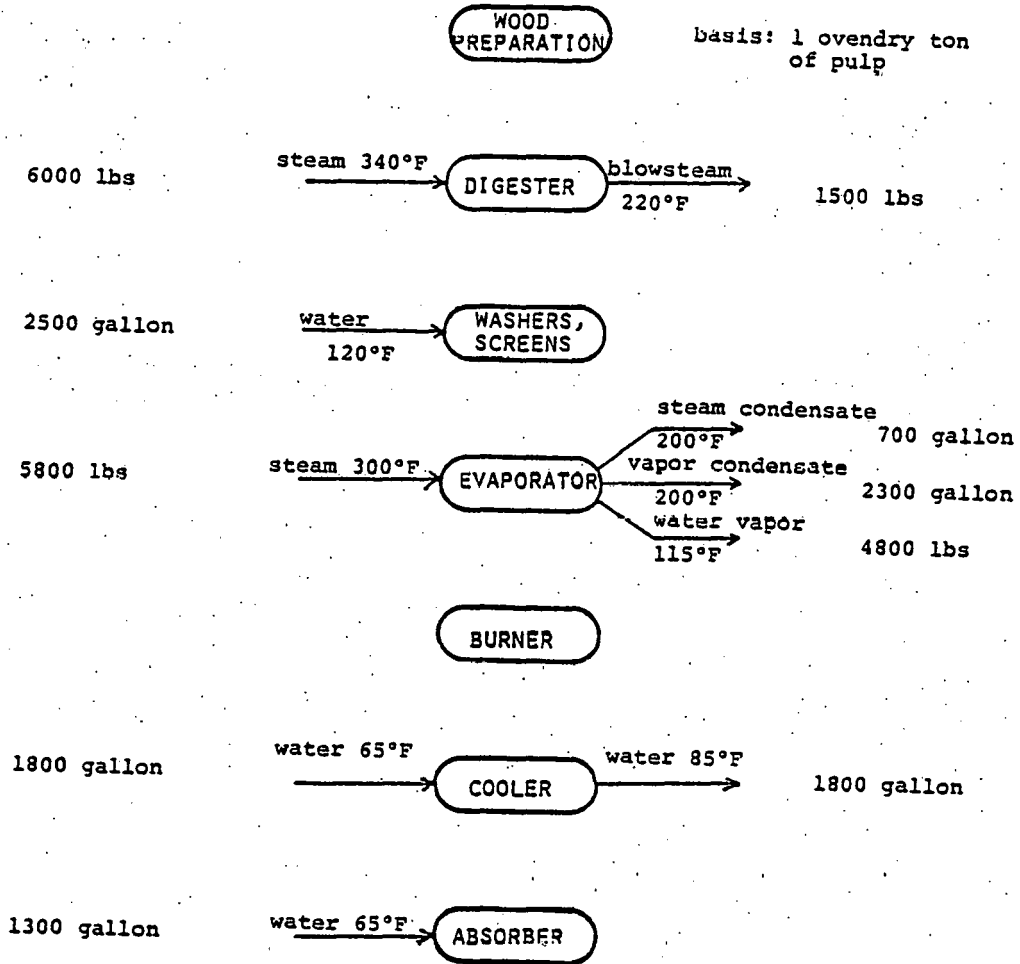 WOOD
PREPARATION
basis: 1 ovendry ton
of pulp
6000 lbs
steam 340°F
DIGESTER
blowsteam
220°F
1500 lbs
2500 gallon
water
120°F
WASHERS,
SCREENS
5800 lbs
steam 300°F
EVAPORATOR
steam condensate
200°F
700 gallon
vapor condensate
200°F
2300 gallon
water vapor
115°F
4800 lbs
BURNER
1800 gallon
water 65°F
COOLER
water 85°F
1800 gallon
1300 gallon
water 65°F
ABSORBER